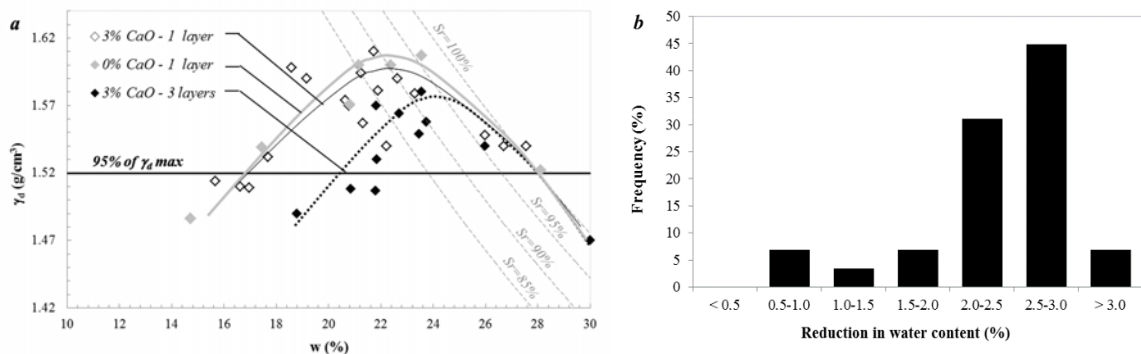 a
3% CaO - 1 layer
0% CaO - 1 layer
3% CaO - 3 layers
95% of γd max
Sr=100%
Sr=95%
Sr=90%
Sr=85%
γd (g/cm³)
1.62
1.57
1.52
1.47
1.42
10 12 14 16 18 20 22 24 26 28 30
w (%)
b
Frequency (%)
50
45
40
35
30
25
20
15
10
5
0
< 0.5 0.5-1.0 1.0-1.5 1.5-2.0 2.0-2.5 2.5-3.0 > 3.0
Reduction in water content (%)